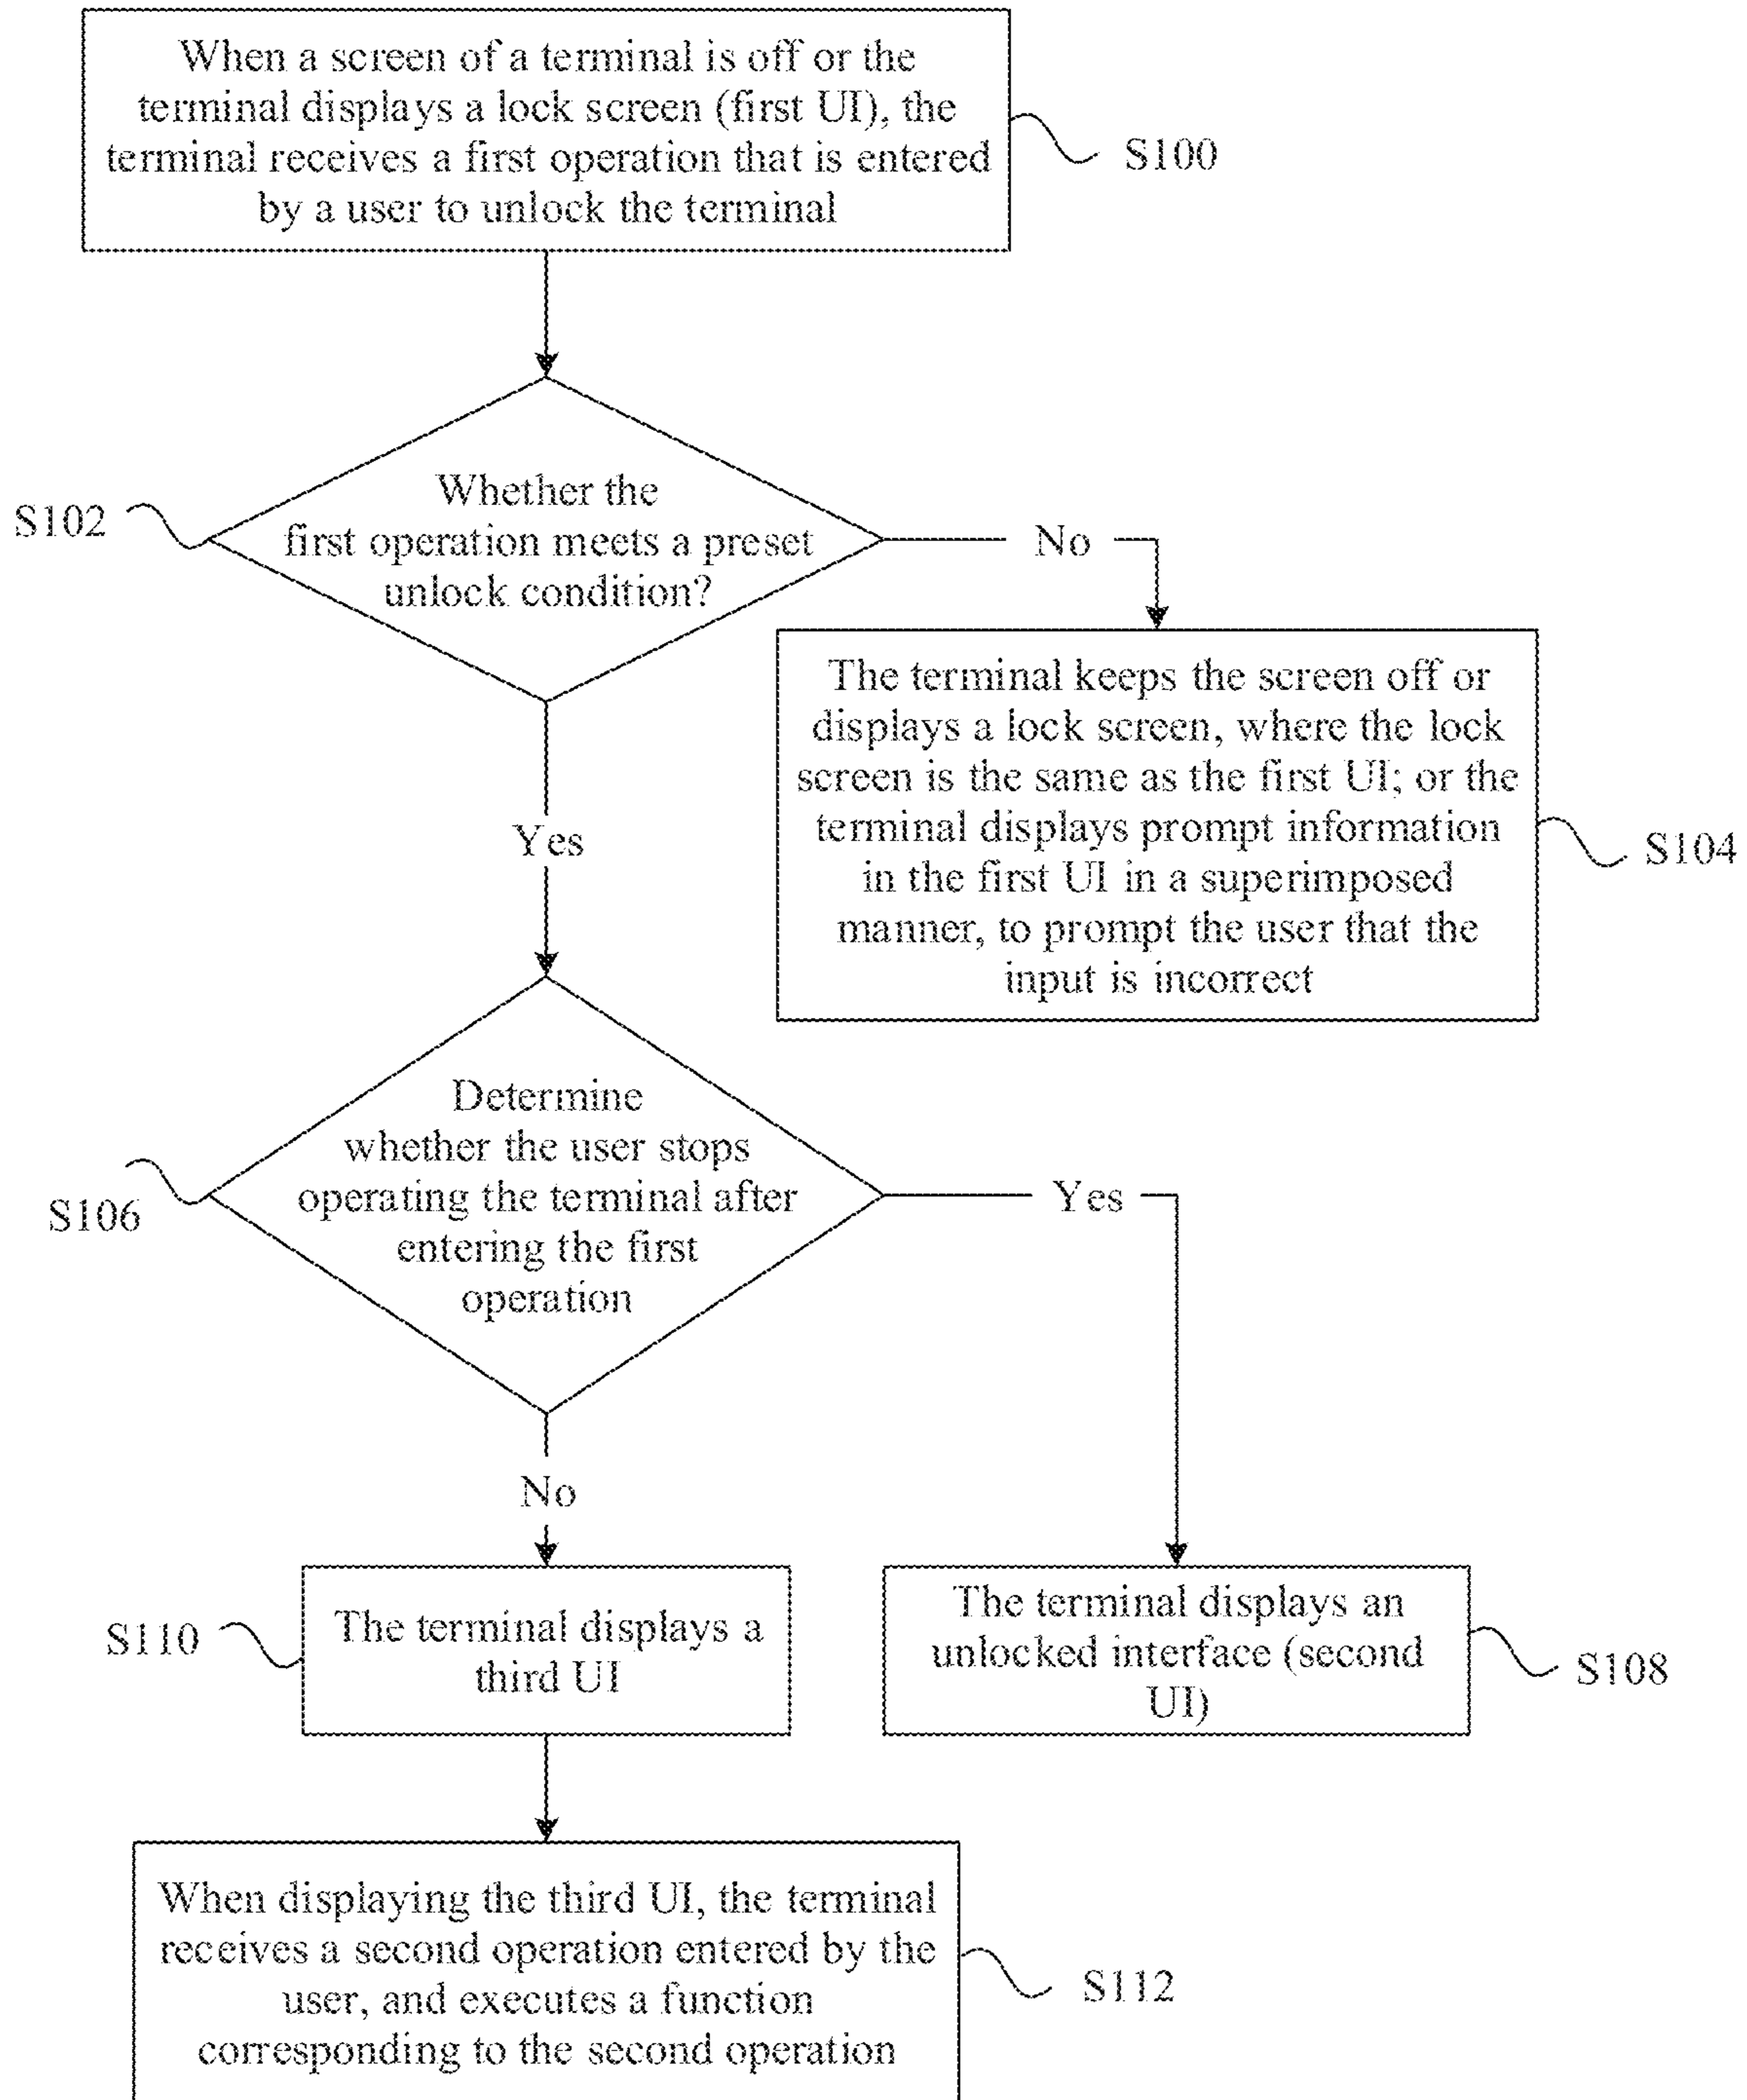 When a screen of a terminal is off or the
terminal displays a lock screen (first UI), the
terminal receives a first operation that is entered
by a user to unlock the terminal
S100
Whether the
first operation meets a preset
unlock condition?
S102
No
The terminal keeps the screen off or
displays a lock screen, where the lock
screen is the same as the first UI; or the
terminal displays prompt information
in the first UI in a superimposed
manner, to prompt the user that the
input is incorrect
S104
Yes
Determine
whether the user stops
operating the terminal after
entering the first
operation
S106
Yes
No
The terminal displays a
third UI
S110
The terminal displays an
unlocked interface (second
UI)
S108
When displaying the third UI, the terminal
receives a second operation entered by the
user, and executes a function
corresponding to the second operation
S112